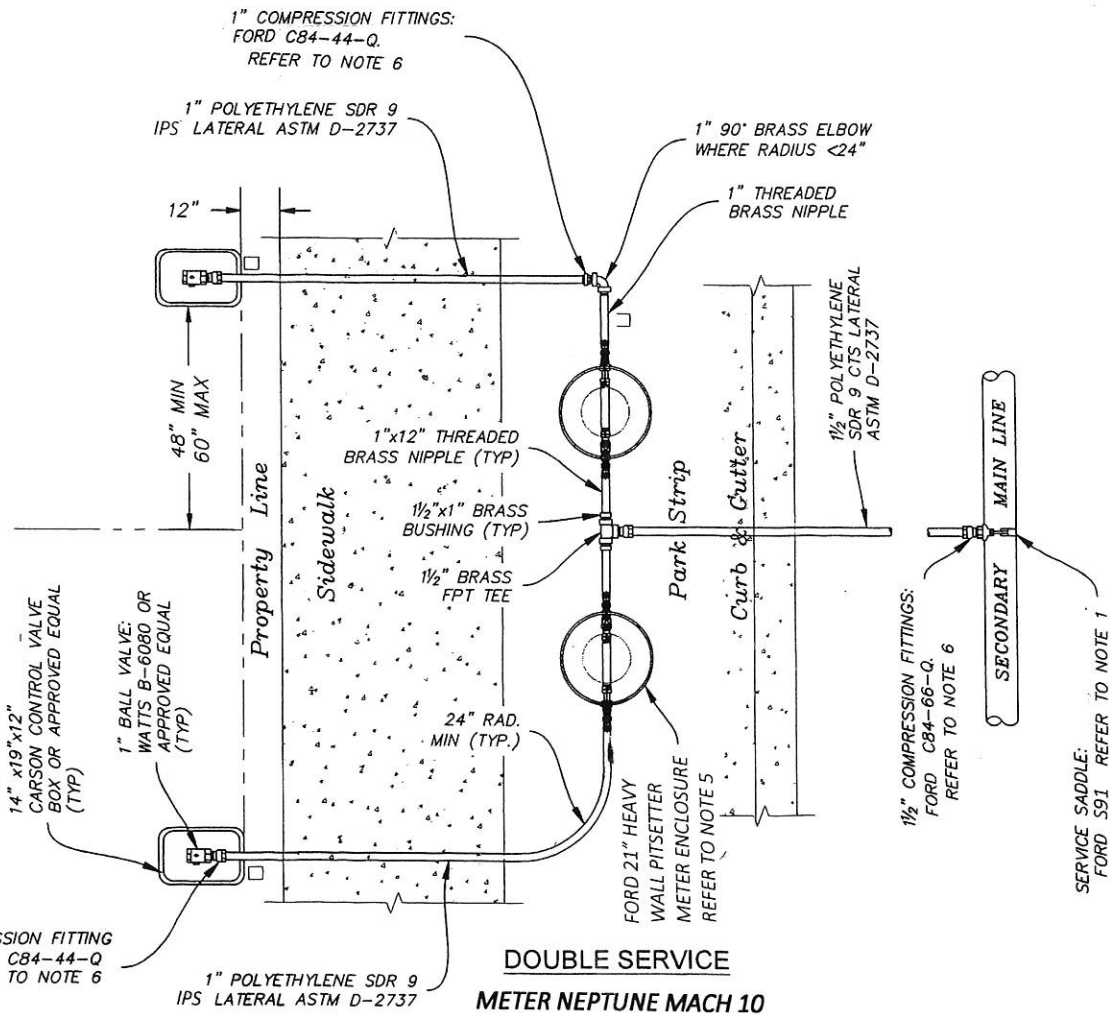 1" COMPRESSION FITTINGS:
FORD C84-44-Q.
REFER TO NOTE 6
1" POLYETHYLENE SDR 9
IPS LATERAL ASTM D-2737
1" 90° BRASS ELBOW
WHERE RADIUS <24"
1" THREADED
BRASS NIPPLE
12"
48" MIN
60" MAX
Property Line
Sidewalk
1"x12" THREADED
BRASS NIPPLE (TYP)
1½"x1" BRASS
BUSHING (TYP)
1½" BRASS
FPT TEE
Park Strip
Curb & Gutter
1½" POLYETHYLENE
SDR 9 CTS LATERAL
ASTM D-2737
SECONDARY MAIN LINE
14" x19"x12"
CARSON CONTROL VALVE
BOX OR APPROVED EQUAL
(TYP)
1" BALL VALVE:
WATTS B-6080 OR
APPROVED EQUAL
(TYP)
24" RAD.
MIN (TYP.)
FORD 21" HEAVY
WALL PITSETTER
METER ENCLOSURE
REFER TO NOTE 5
1½" COMPRESSION FITTINGS:
FORD C84-66-Q.
REFER TO NOTE 6
SERVICE SADDLE:
FORD S91 REFER TO NOTE 1
SSION FITTING
C84-44-Q
TO NOTE 6
1" POLYETHYLENE SDR 9
IPS LATERAL ASTM D-2737
DOUBLE SERVICE
METER NEPTUNE MACH 10